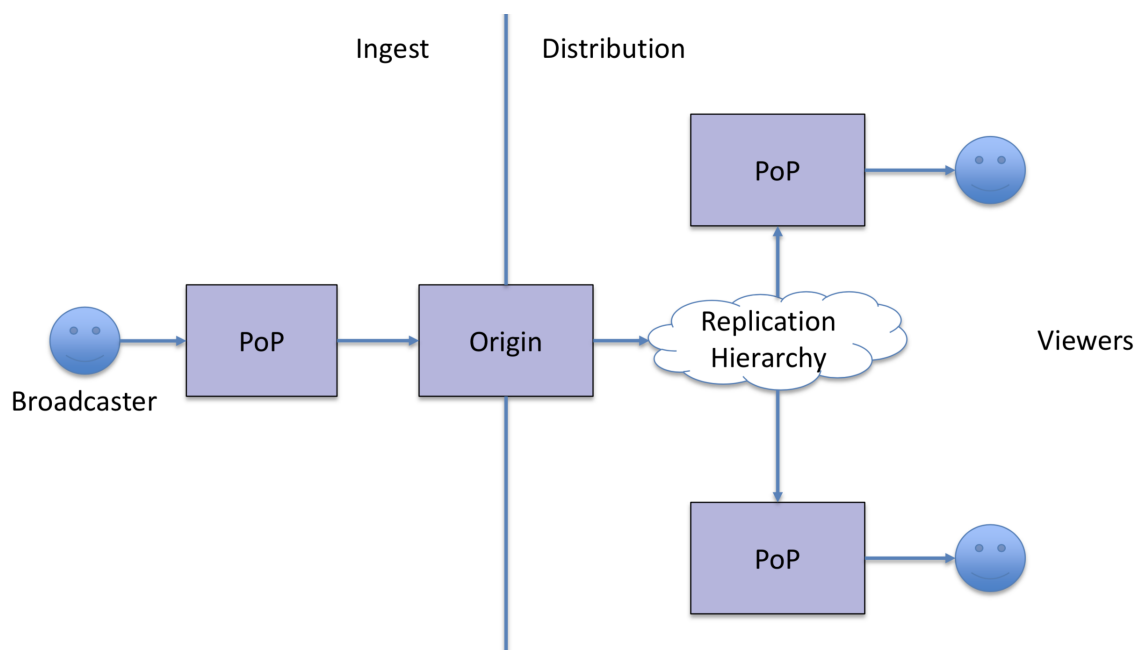 Ingest
Distribution
PoP
PoP
Origin
Replication
Hierarchy
Viewers
Broadcaster
PoP